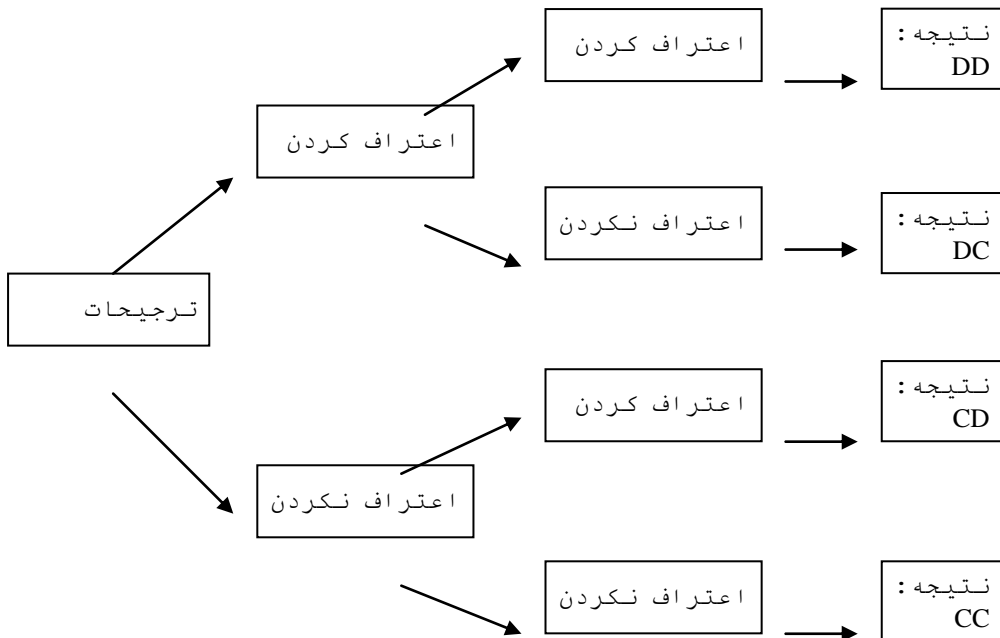 اعتراف کردن
نتیجه:
DD
اعتراف کردن
اعتراف نکردن
نتیجه:
DC
ترجیحات
اعتراف کردن
نتیجه:
CD
اعتراف نکردن
اعتراف نکردن
نتیجه:
CC